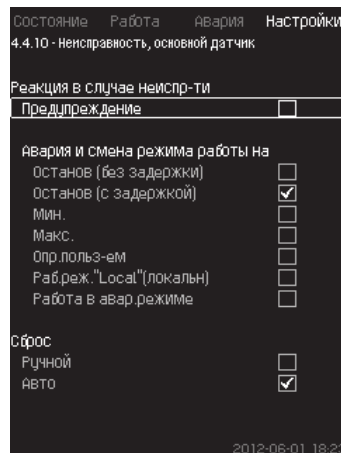 Состояние Работа Авария Настройки
4.4.10 - Неисправность, основной датчик
Реакция в случае неиспр-ти
Предупреждение
Авария и смена режима работы на
Останов (без задержки)
Останов (с задержкой)
Мин.
Макс.
Опр.польз-ем
Раб.реж."Local"(локальн)
Работа в авар.режиме
Сброс
Ручной
Авто
2012-06-01 18:23